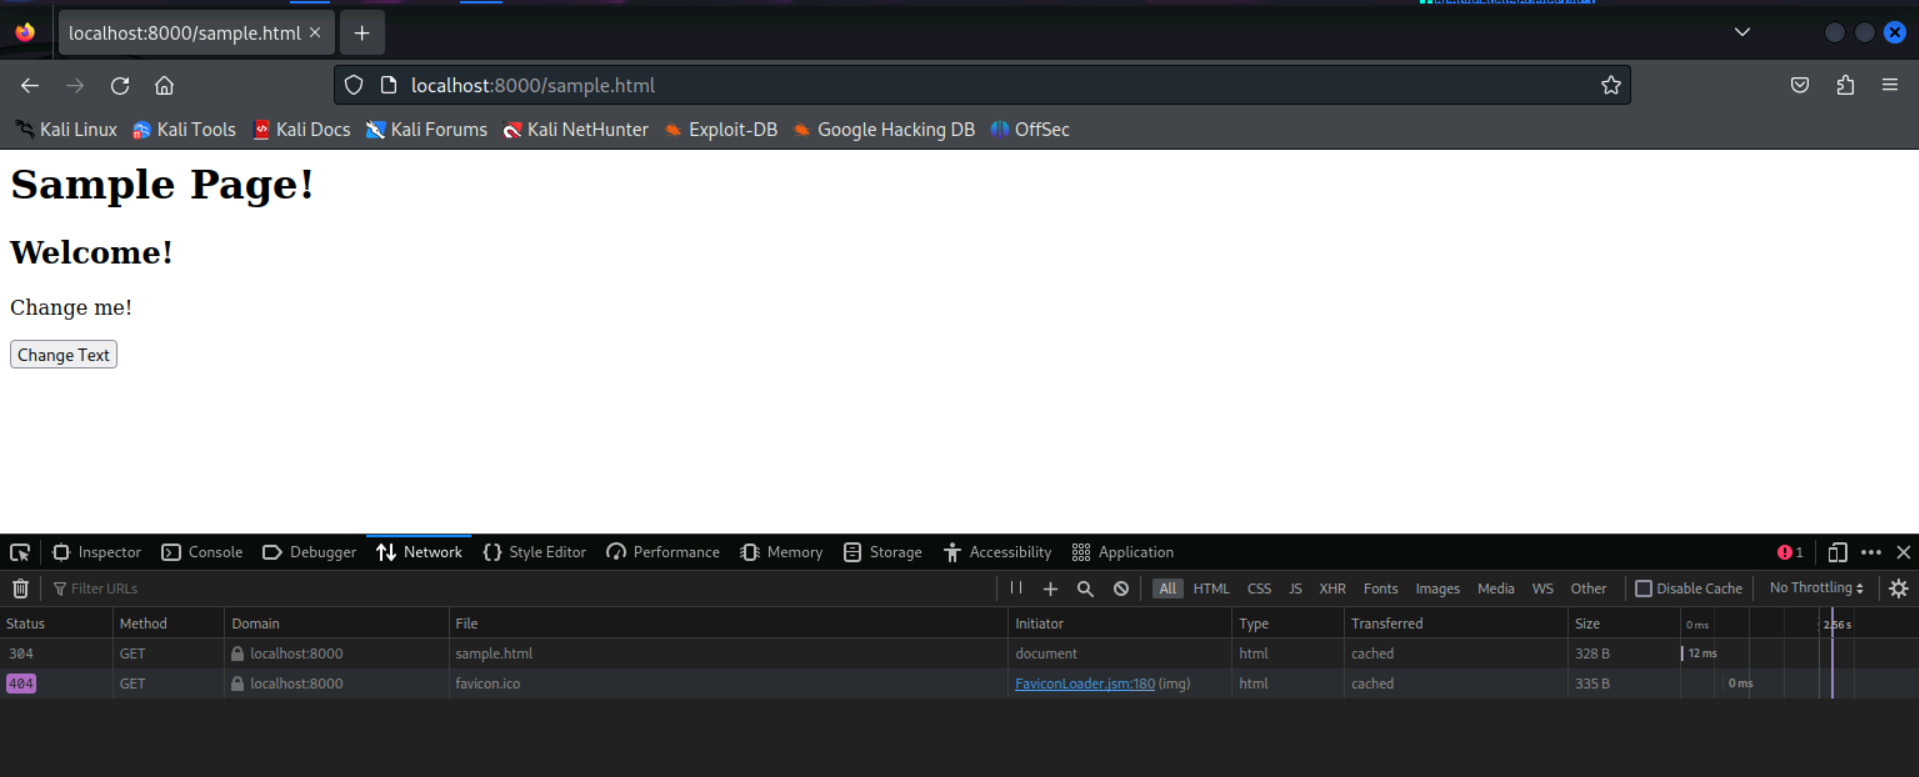 localhost:8000/sample.html
localhost:8000/sample.html
Kali Linux Kali Tools Kali Docs Kali Forums Kali NetHunter Exploit-DB Google Hacking DB OffSec
Sample Page!
Welcome!
Change me!
Change Text
Inspector Console Debugger Network Style Editor Performance Memory Storage Accessibility Application 1
Filter URLs All HTML CSS JS XHR Fonts Images Media WS Other Disable Cache No Throttling
Status Method Domain File Initiator Type Transferred Size 0 ms 2.56 s
304 GET localhost:8000 sample.html document html cached 328 B 12 ms
404 GET localhost:8000 favicon.ico FaviconLoader.jsm:180 (img) html cached 335 B 0 ms